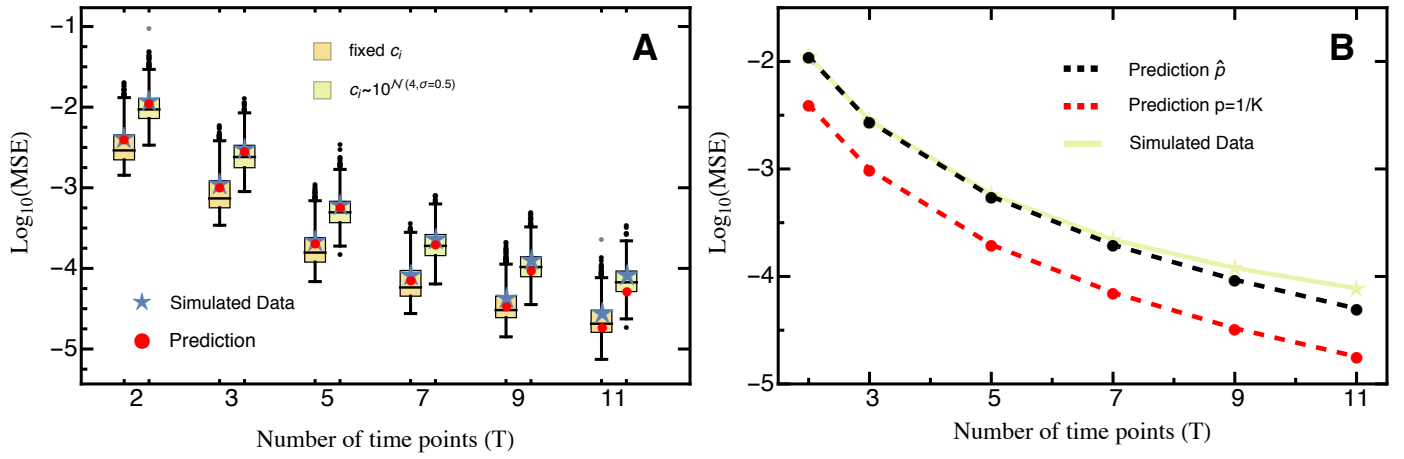 A
fixed cᵢ
cᵢ~10^𝒩(4,σ=0.5)
Simulated Data
Prediction
Log₁₀(MSE)
−1
−2
−3
−4
−5
2 3 5 7 9 11
Number of time points (T)
B
Prediction p̂
Prediction p=1/K
Simulated Data
Log₁₀(MSE)
−2
−3
−4
−5
3 5 7 9 11
Number of time points (T)